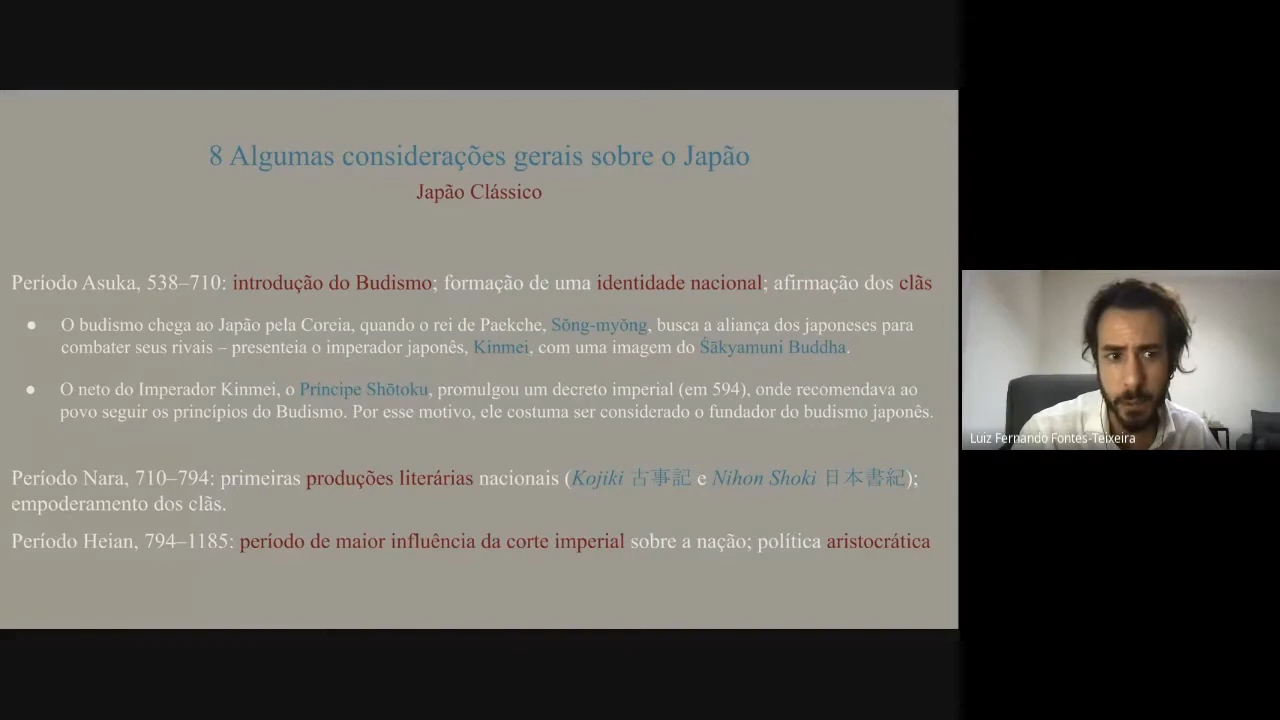 8 Algumas considerações gerais sobre o Japão
Japão Clássico
Período Asuka, 538–710: introdução do Budismo; formação de uma identidade nacional; afirmação dos clãs
● O budismo chega ao Japão pela Coreia, quando o rei de Paekche, Sŏng-myŏng, busca a aliança dos japoneses para
combater seus rivais – presenteia o imperador japonês, Kinmei, com uma imagem do Śākyamuni Buddha.
● O neto do Imperador Kinmei, o Príncipe Shōtoku, promulgou um decreto imperial (em 594), onde recomendava ao
povo seguir os princípios do Budismo. Por esse motivo, ele costuma ser considerado o fundador do budismo japonês.
Período Nara, 710–794: primeiras produções literárias nacionais (Kojiki 古事記 e Nihon Shoki 日本書紀);
empoderamento dos clãs.
Período Heian, 794–1185: período de maior influência da corte imperial sobre a nação; política aristocrática
Luiz Fernando Fontes-Teixeira